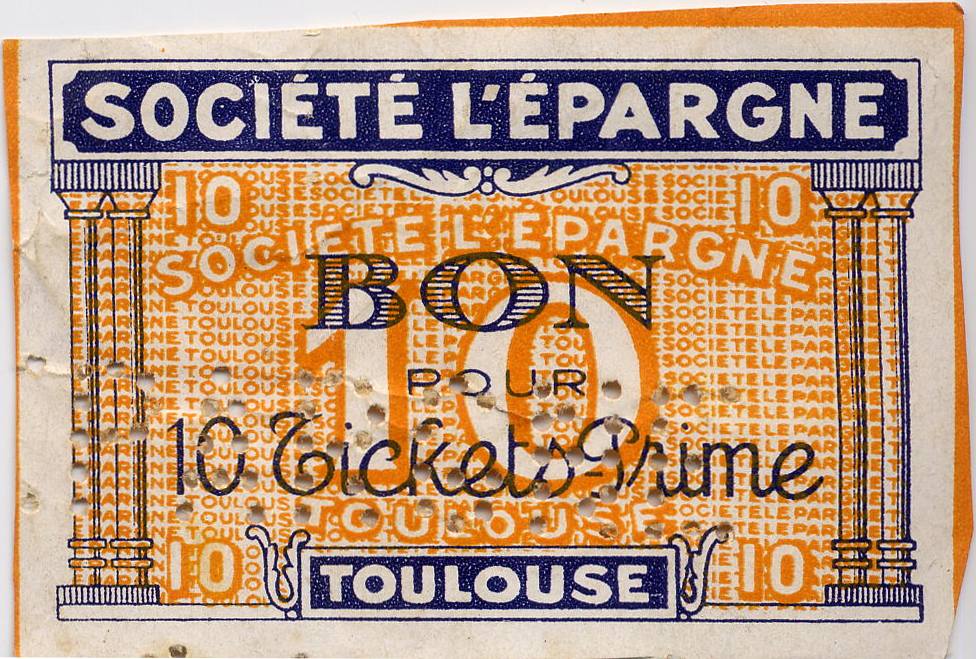 SOCIÉTÉ L'ÉPARGNE
10 10
SOCIÉTÉ L'ÉPARGNE
BON
10
POUR
10 Tickets Prime
TOULOUSE
10 10
TOULOUSE